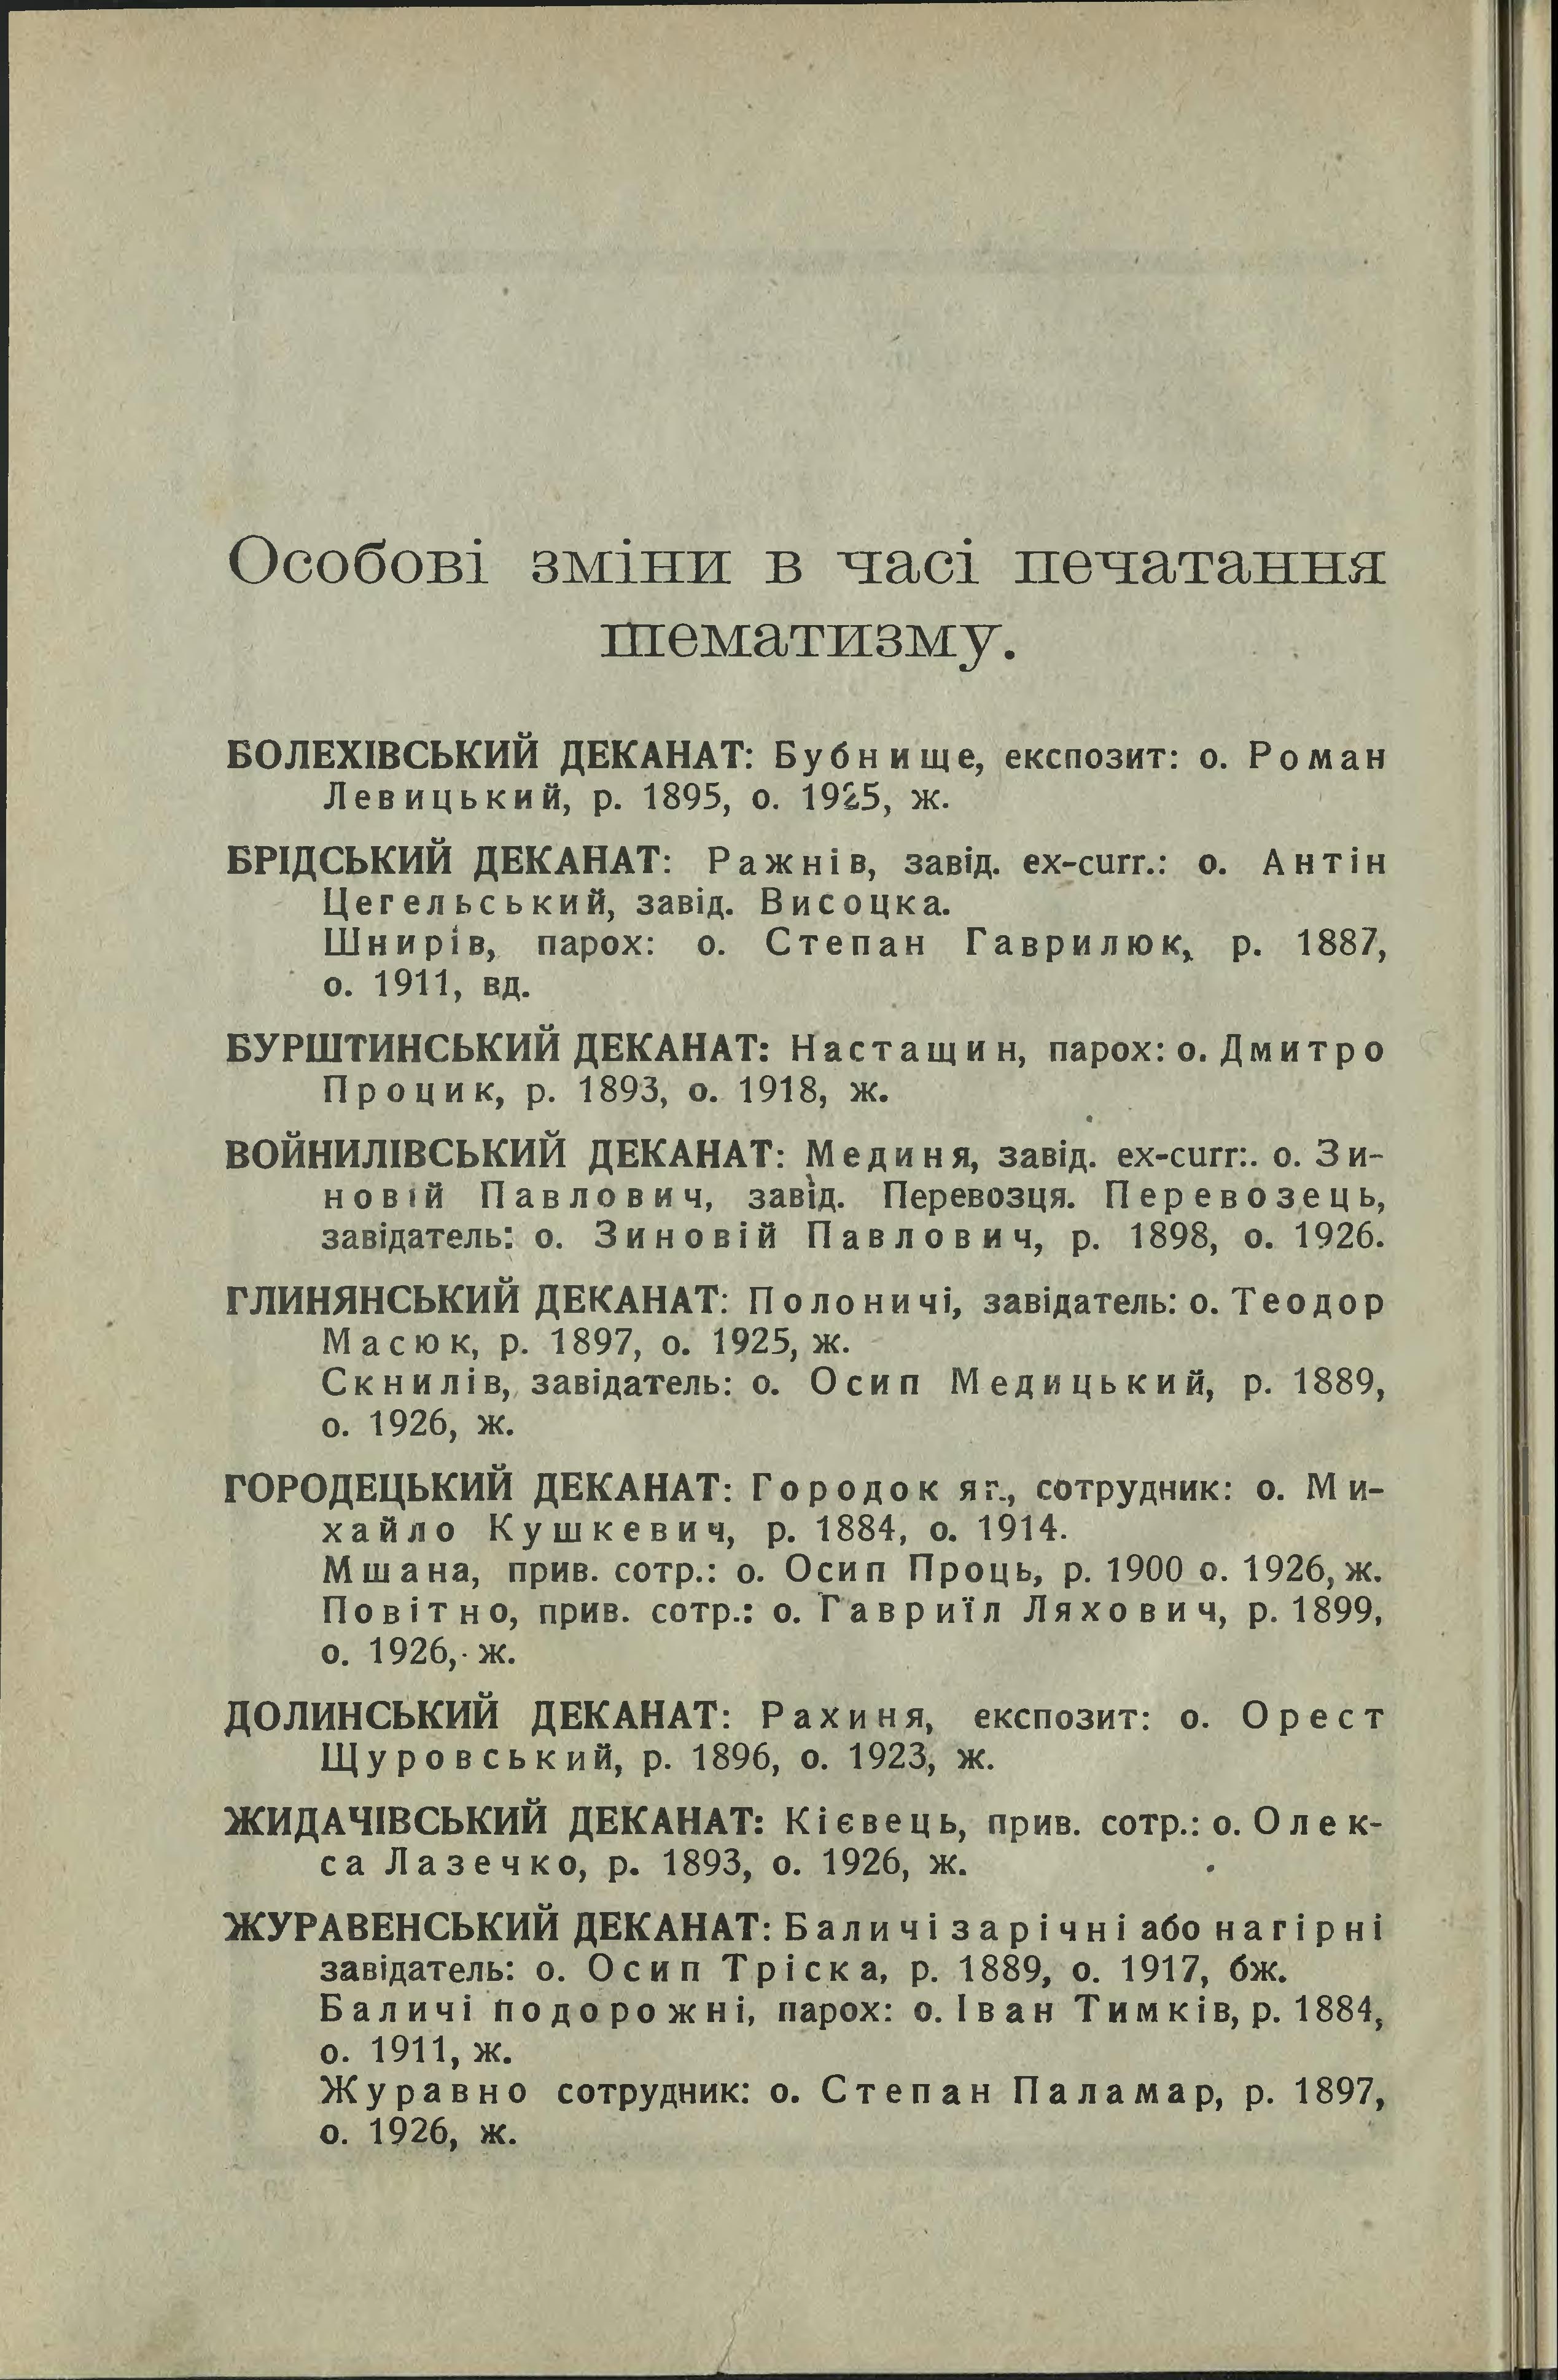 Особові зміни в часі печатання
шематизму.
БОЛЕХІВСЬКИЙ ДЕКАНАТ: Бубнище, експозит: о. Роман
Левицький, р. 1895, о. 1925, ж.
БРІДСЬКИЙ ДЕКАНАТ: Ражнів, завід. ex-curr.: о. Антін
Цегельський, завід. Висоцка.
Шнирів, парох: о. Степан Гаврилюк, р. 1887,
о. 1911, вд.
БУРШТИНСЬКИЙ ДЕКАНАТ: Настащин, парох: о. Дмитро
Процик, р. 1893, о. 1918, ж.
ВОЙНИЛІВСЬКИЙ ДЕКАНАТ: Мединя, завід. ex-curr:. о. Зи-
новій Павлович, завід. Перевозця. Перевозець,
завідатель: о. Зиновій Павлович, р. 1898, о. 1926.
ГЛИНЯНСЬКИЙ ДЕКАНАТ: Полоничі, завідатель: о. Теодор
Масюк, р. 1897, о. 1925, ж.
Скнилів, завідатель: о. Осип Медицький, р. 1889,
о. 1926, ж.
ГОРОДЕЦЬКИЙ ДЕКАНАТ: Городок яг., сотрудник: о. Ми-
хайло Кушкевич, р. 1884, о. 1914.
Мшана, прив. сотр.: о. Осип Проць, р. 1900 о. 1926, ж.
Повітно, прив. сотр.: о. Гавриїл Ляхович, р. 1899,
о. 1926, ж.
ДОЛИНСЬКИЙ ДЕКАНАТ: Рахиня, експозит: о. Орест
Щуровський, р. 1896, о. 1923, ж.
ЖИДАЧІВСЬКИЙ ДЕКАНАТ: Кієвець, прив. сотр.: о. Олек-
са Лазечко, р. 1893, о. 1926, ж.
ЖУРАВЕНСЬКИЙ ДЕКАНАТ: Баличі зарічні або нагірні
завідатель: о. Осип Тріска, р. 1889, о. 1917, бж.
Баличі подорожні, парох: о. Іван Тимків, р. 1884,
о. 1911, ж.
Журавно сотрудник: о. Степан Паламар, р. 1897,
о. 1926, ж.